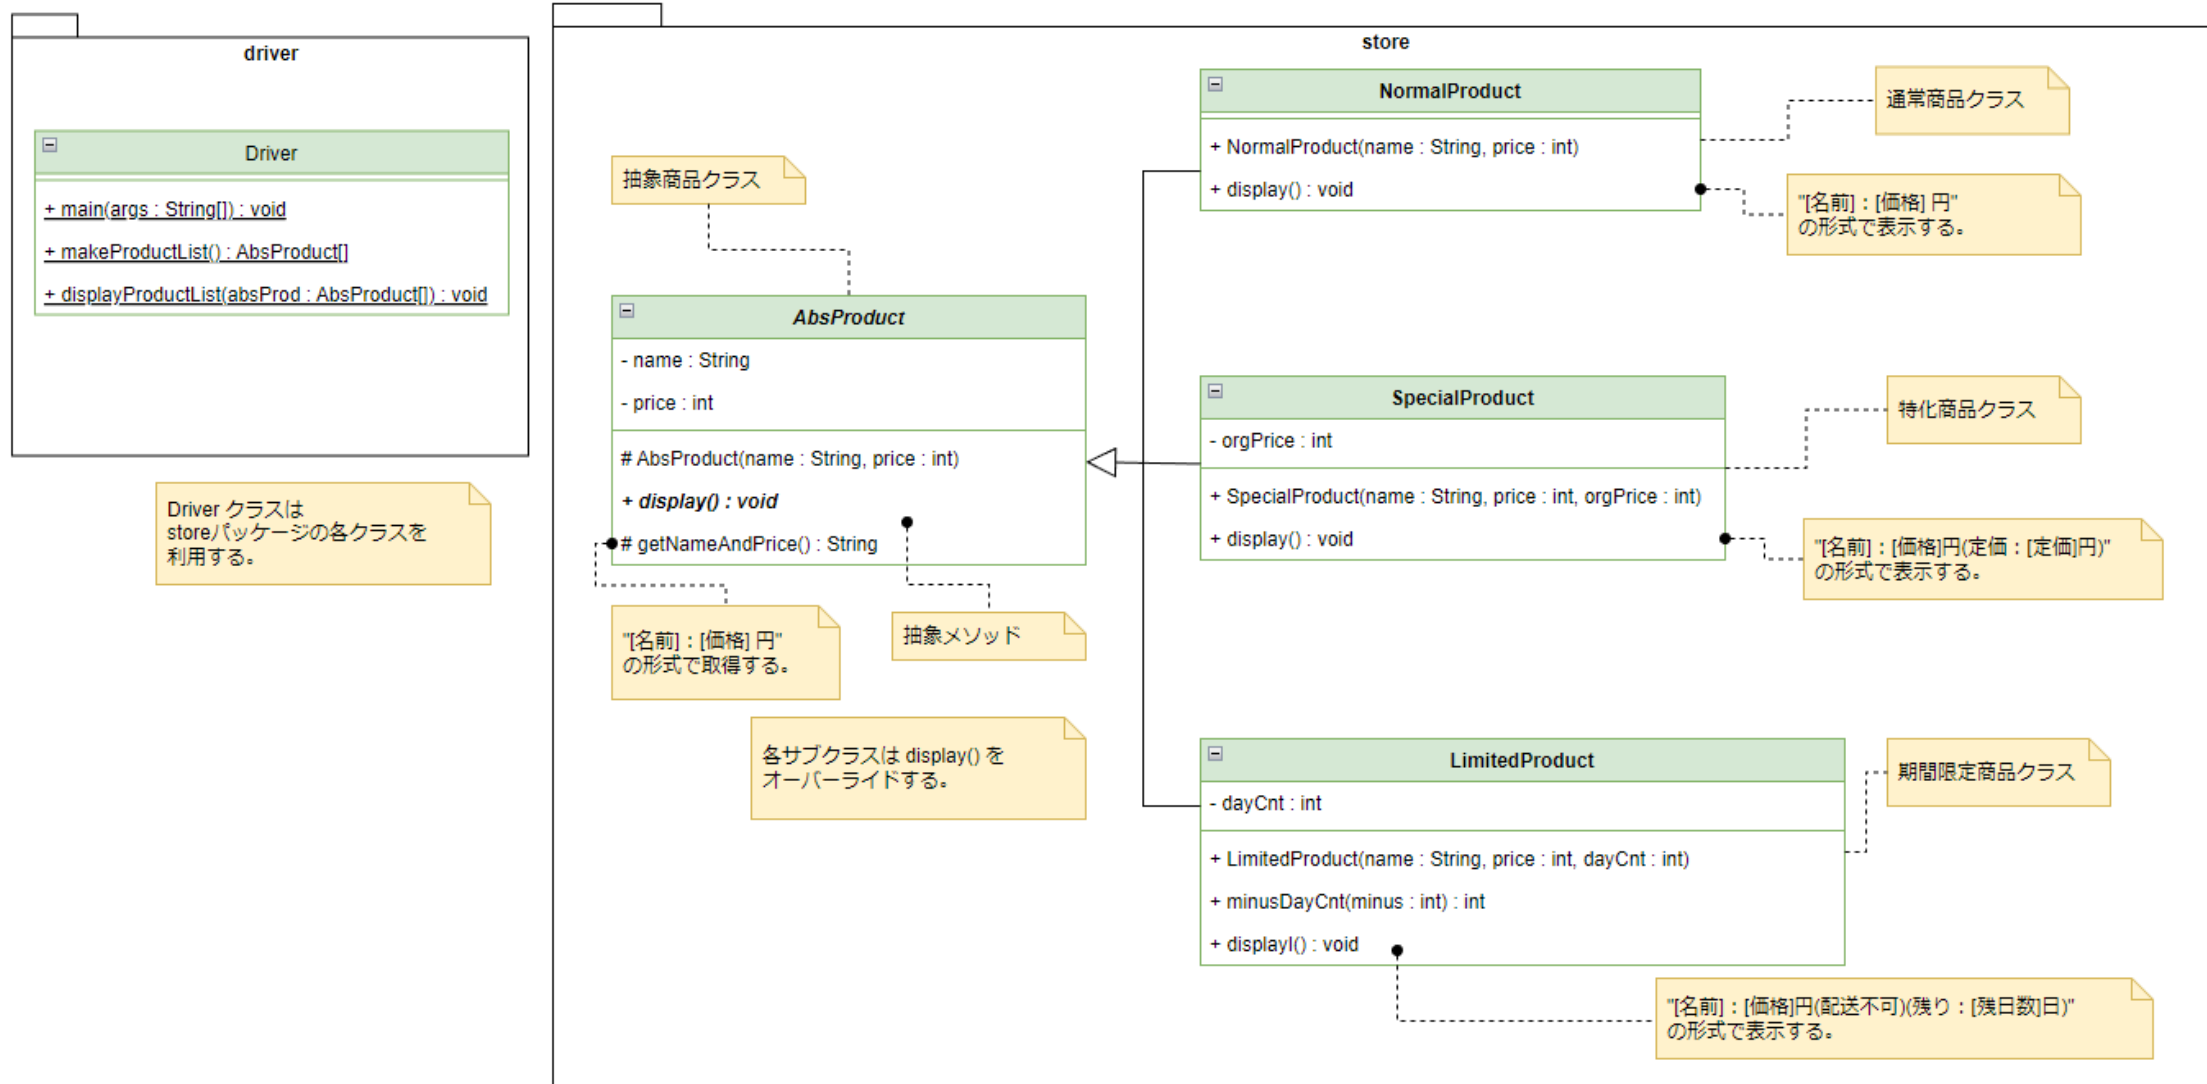 driver
Driver
+ main(args : String[]) : void
+ makeProductList() : AbsProduct[]
+ displayProductList(absProd : AbsProduct[]) : void
Driver クラスは
storeパッケージの各クラスを
利用する。
store
抽象商品クラス
AbsProduct
- name : String
- price : int
# AbsProduct(name : String, price : int)
+ display() : void
# getNameAndPrice() : String
"[名前]：[価格] 円"
の形式で取得する。
抽象メソッド
各サブクラスは display() を
オーバーライドする。
NormalProduct
+ NormalProduct(name : String, price : int)
+ display() : void
通常商品クラス
"[名前]：[価格] 円"
の形式で表示する。
SpecialProduct
- orgPrice : int
+ SpecialProduct(name : String, price : int, orgPrice : int)
+ display() : void
特化商品クラス
"[名前]：[価格]円(定価：[定価]円)"
の形式で表示する。
LimitedProduct
- dayCnt : int
+ LimitedProduct(name : String, price : int, dayCnt : int)
+ minusDayCnt(minus : int) : int
+ displayl() : void
期間限定商品クラス
"[名前]：[価格]円(配送不可)(残り：[残日数]日)"
の形式で表示する。